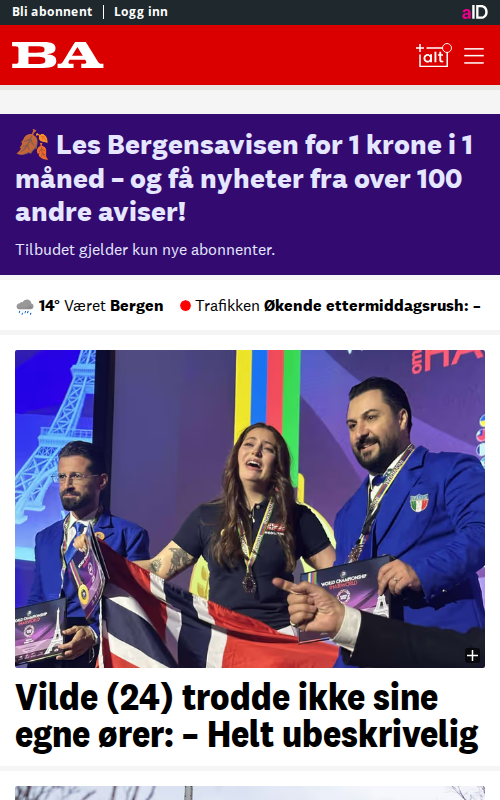 Bli abonnent | Logg inn
aID
BA
+alt
🍂 Les Bergensavisen for 1 krone i 1
måned – og få nyheter fra over 100
andre aviser!
Tilbudet gjelder kun nye abonnenter.
14° Været Bergen
Trafikken Økende ettermiddagsrush: –
WORLD CHAMPIONSHIP
HAIRWORLD
Vilde (24) trodde ikke sine
egne ører: – Helt ubeskrivelig